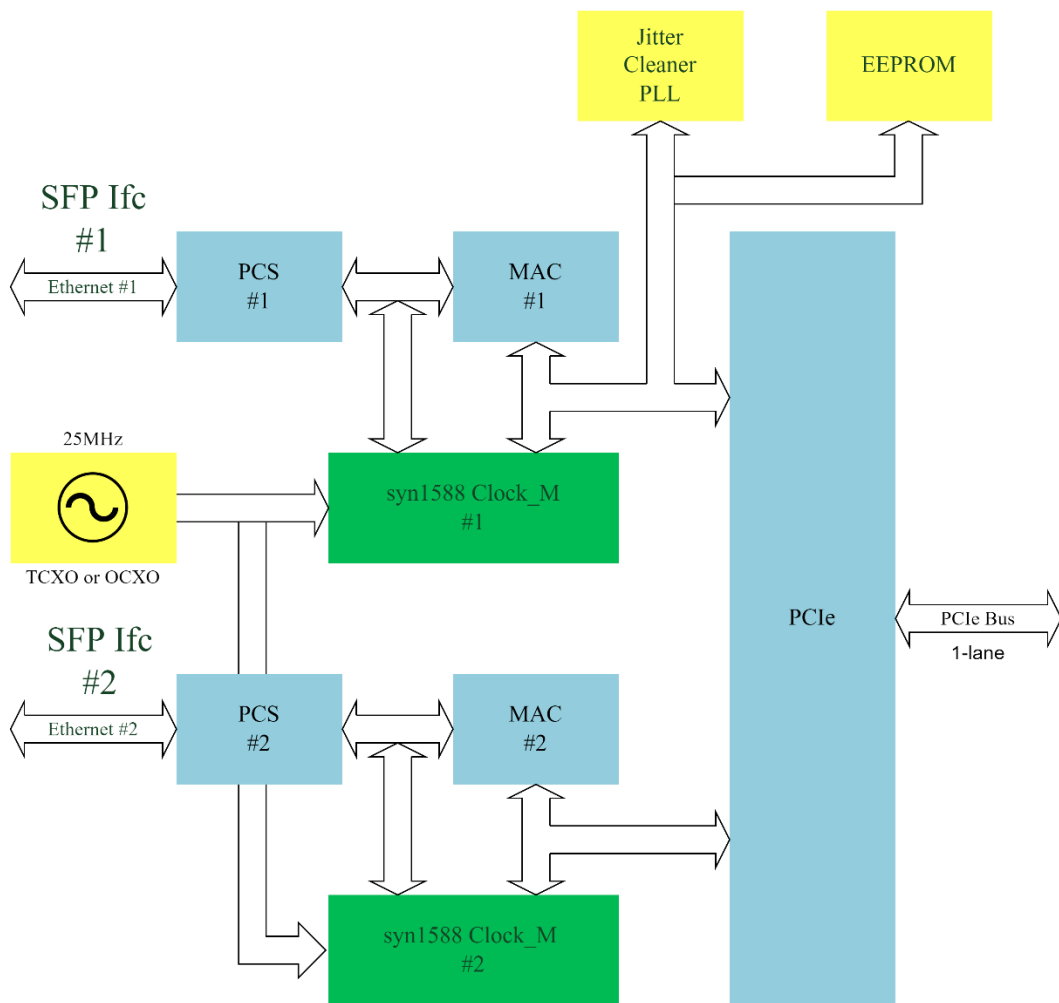 Jitter
Cleaner
PLL
EEPROM
SFP Ifc
#1
Ethernet #1
PCS
#1
MAC
#1
25MHz
TCXO or OCXO
syn1588 Clock_M
#1
PCIe
PCIe Bus
1-lane
SFP Ifc
#2
Ethernet #2
PCS
#2
MAC
#2
syn1588 Clock_M
#2